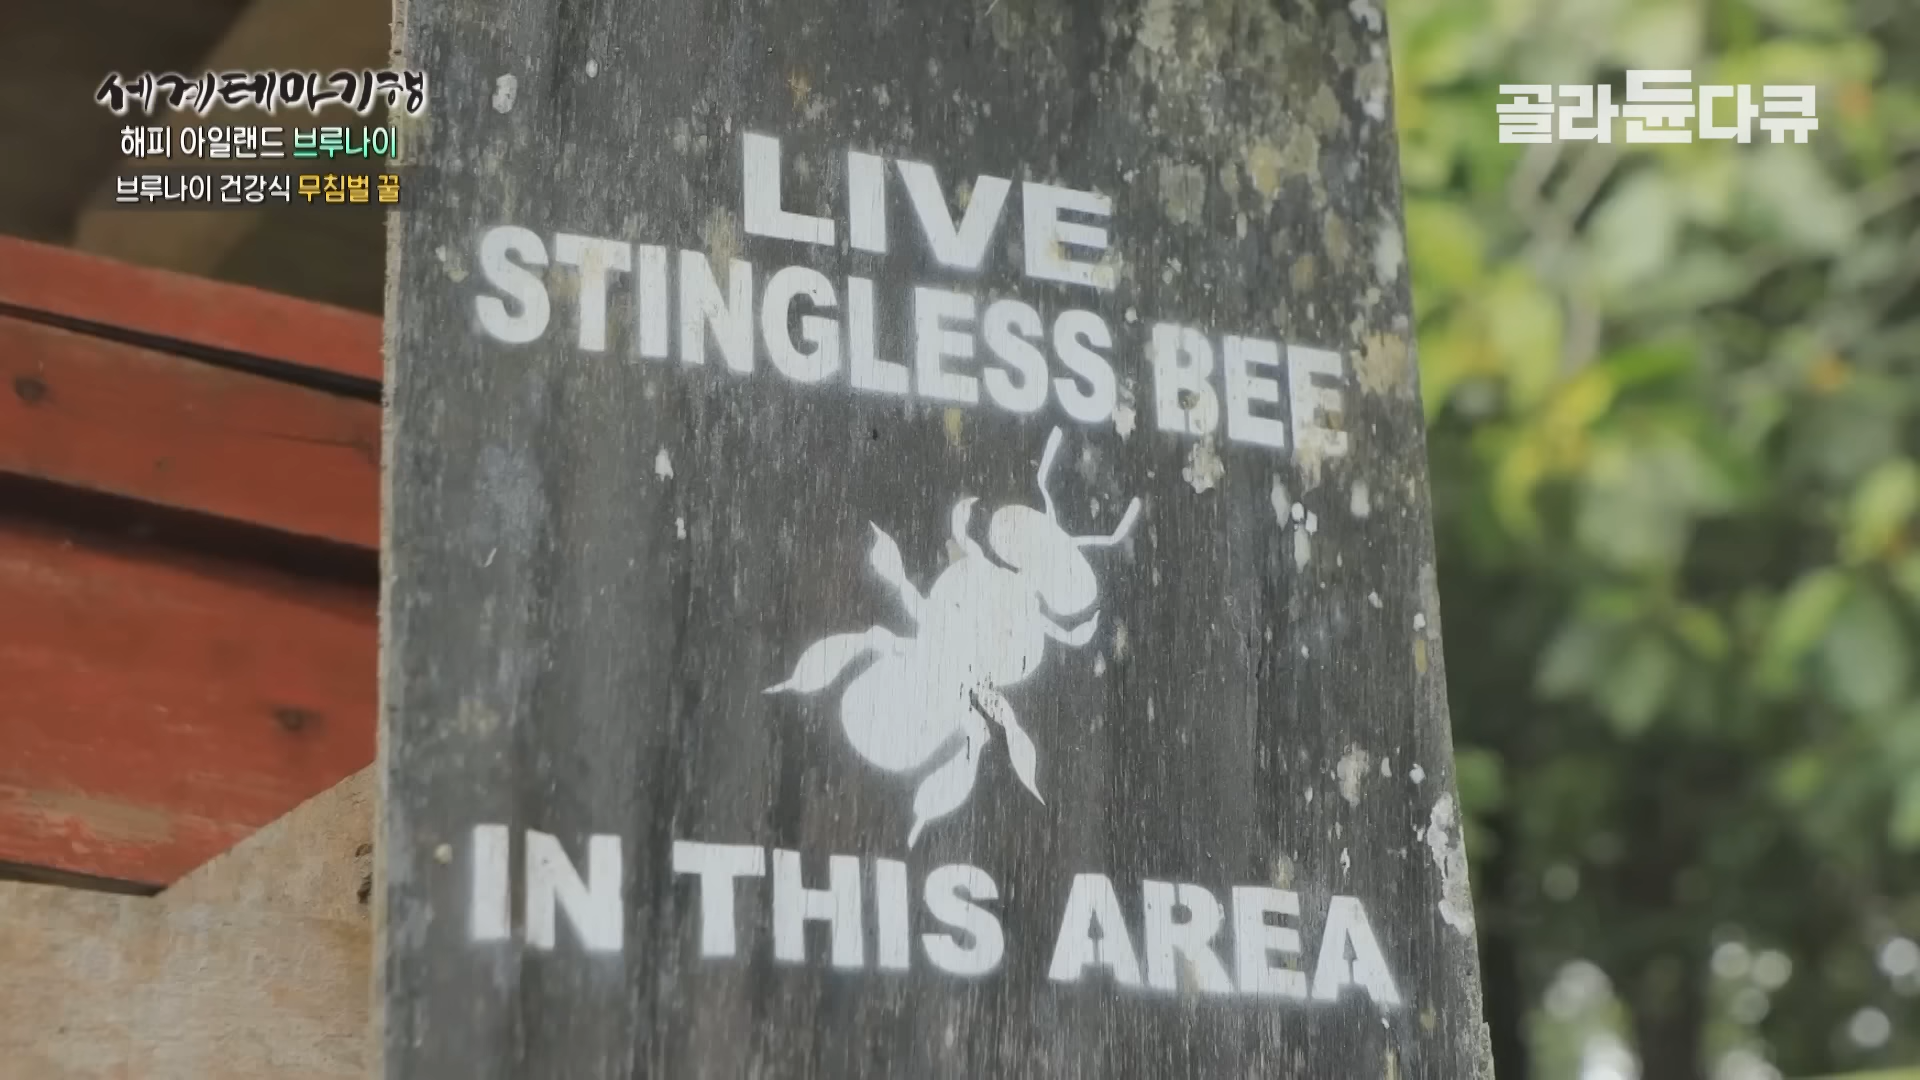 세계테마기행
해피 아일랜드 브루나이
브루나이 건강식 무침벌 꿀
골라듄다큐
LIVE
STINGLESS BEE
IN THIS AREA